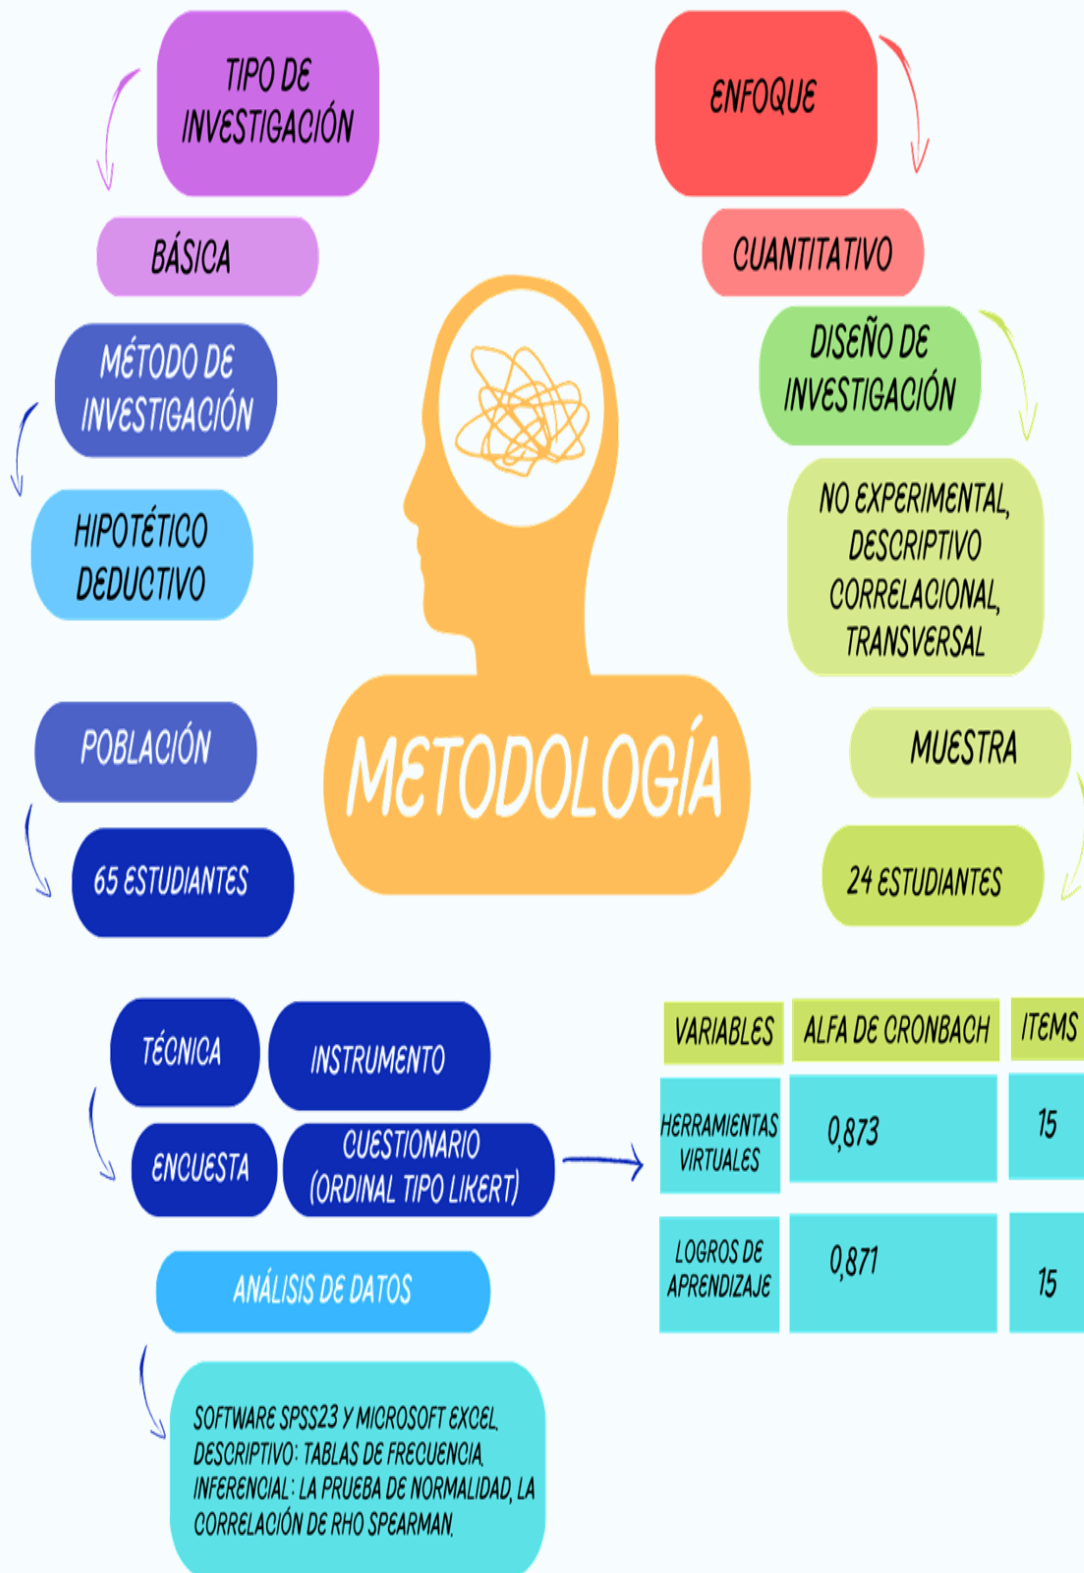 TIPO DE
INVESTIGACIÓN
BÁSICA
ENFOQUE
CUANTITATIVO
MÉTODO DE
INVESTIGACIÓN
HIPOTÉTICO
DEDUCTIVO
DISEÑO DE
INVESTIGACIÓN
NO EXPERIMENTAL,
DESCRIPTIVO
CORRELACIONAL,
TRANSVERSAL
METODOLOGÍA
POBLACIÓN
65 ESTUDIANTES
MUESTRA
24 ESTUDIANTES
TÉCNICA
INSTRUMENTO
ENCUESTA
CUESTIONARIO
(ORDINAL TIPO LIKERT)
VARIABLES
ALFA DE CRONBACH
ITEMS
HERRAMIENTAS
VIRTUALES
0,873
15
LOGROS DE
APRENDIZAJE
0,871
15
ANÁLISIS DE DATOS
SOFTWARE SPSS23 Y MICROSOFT EXCEL.
DESCRIPTIVO: TABLAS DE FRECUENCIA.
INFERENCIAL: LA PRUEBA DE NORMALIDAD, LA
CORRELACIÓN DE RHO SPEARMAN.